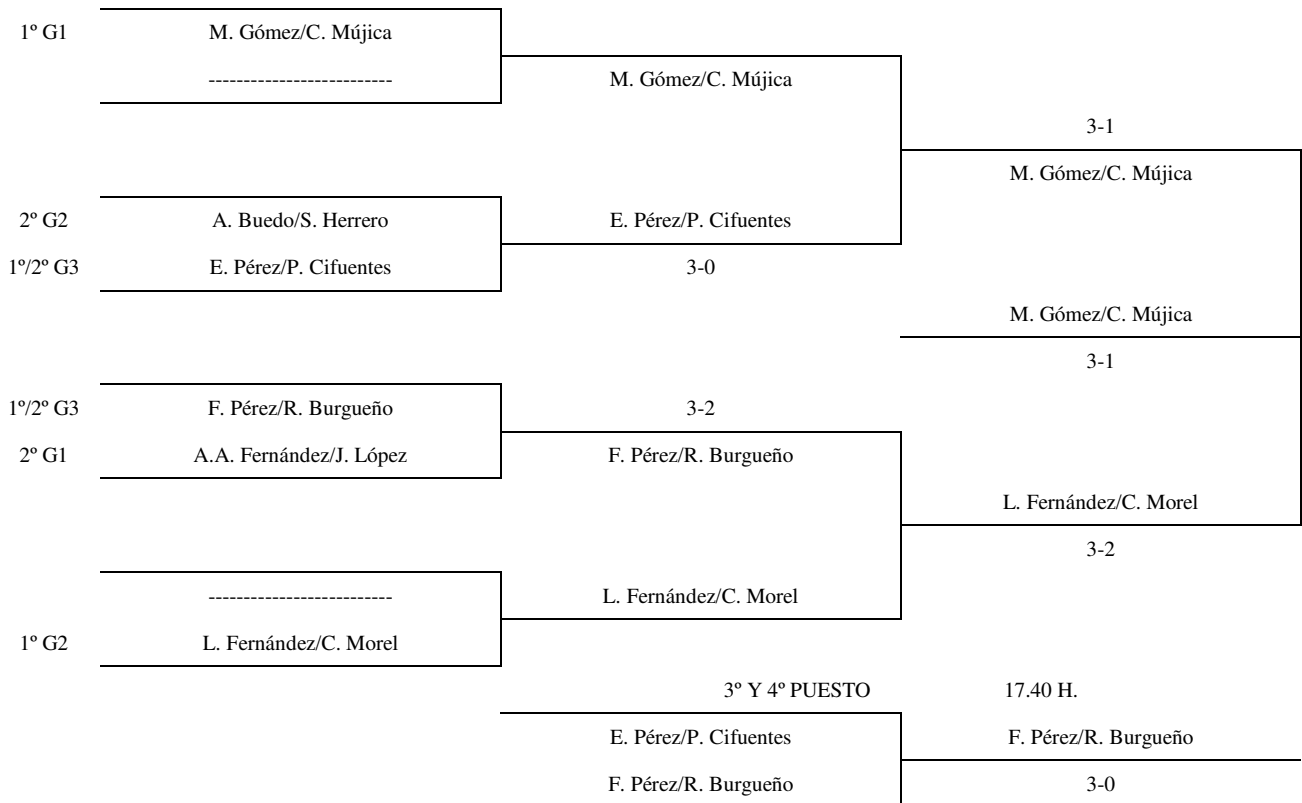 1º G1 M. Gómez/C. Mújica
-------------------------- M. Gómez/C. Mújica
3-1
M. Gómez/C. Mújica
2º G2 A. Buedo/S. Herrero E. Pérez/P. Cifuentes
1º/2º G3 E. Pérez/P. Cifuentes 3-0
M. Gómez/C. Mújica
3-1
1º/2º G3 F. Pérez/R. Burgueño 3-2
2º G1 A.A. Fernández/J. López F. Pérez/R. Burgueño
L. Fernández/C. Morel
3-2
-------------------------- L. Fernández/C. Morel
1º G2 L. Fernández/C. Morel
3º Y 4º PUESTO 17.40 H.
E. Pérez/P. Cifuentes F. Pérez/R. Burgueño
F. Pérez/R. Burgueño 3-0